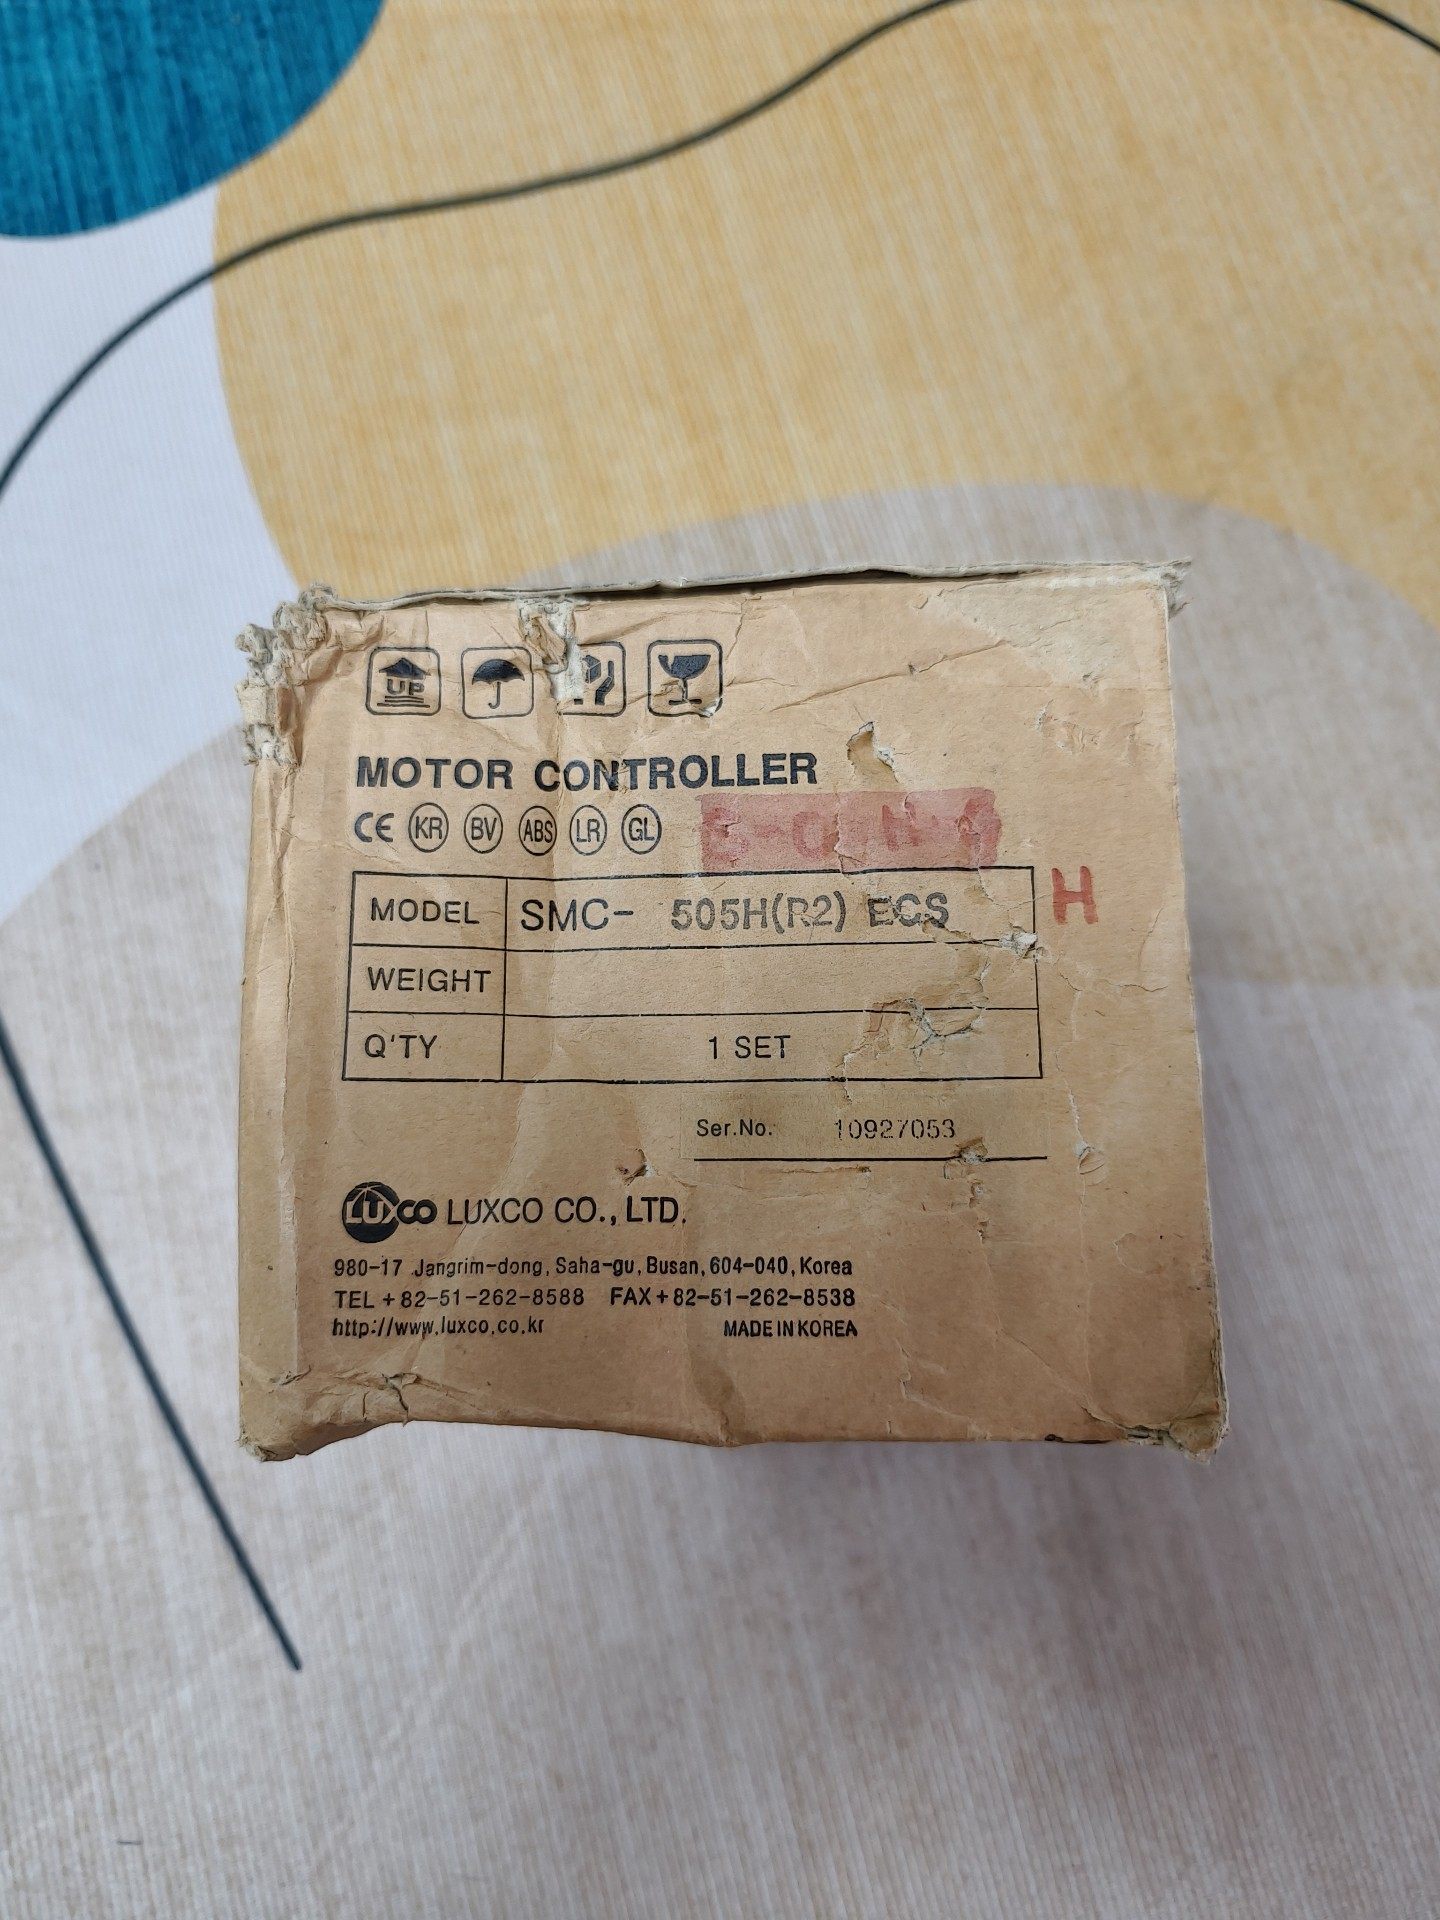 UP
MOTOR CONTROLLER
CE KR BV ABS LR GL
MODEL SMC- 505H(R2) ECS H
WEIGHT
Q'TY 1 SET
Ser.No. 10927053
LUXCO LUXCO CO., LTD.
980-17 Jangrim-dong, Saha-gu, Busan, 604-040, Korea
TEL +82-51-262-8588 FAX+82-51-262-8538
http://www.luxco.co.kr MADE IN KOREA